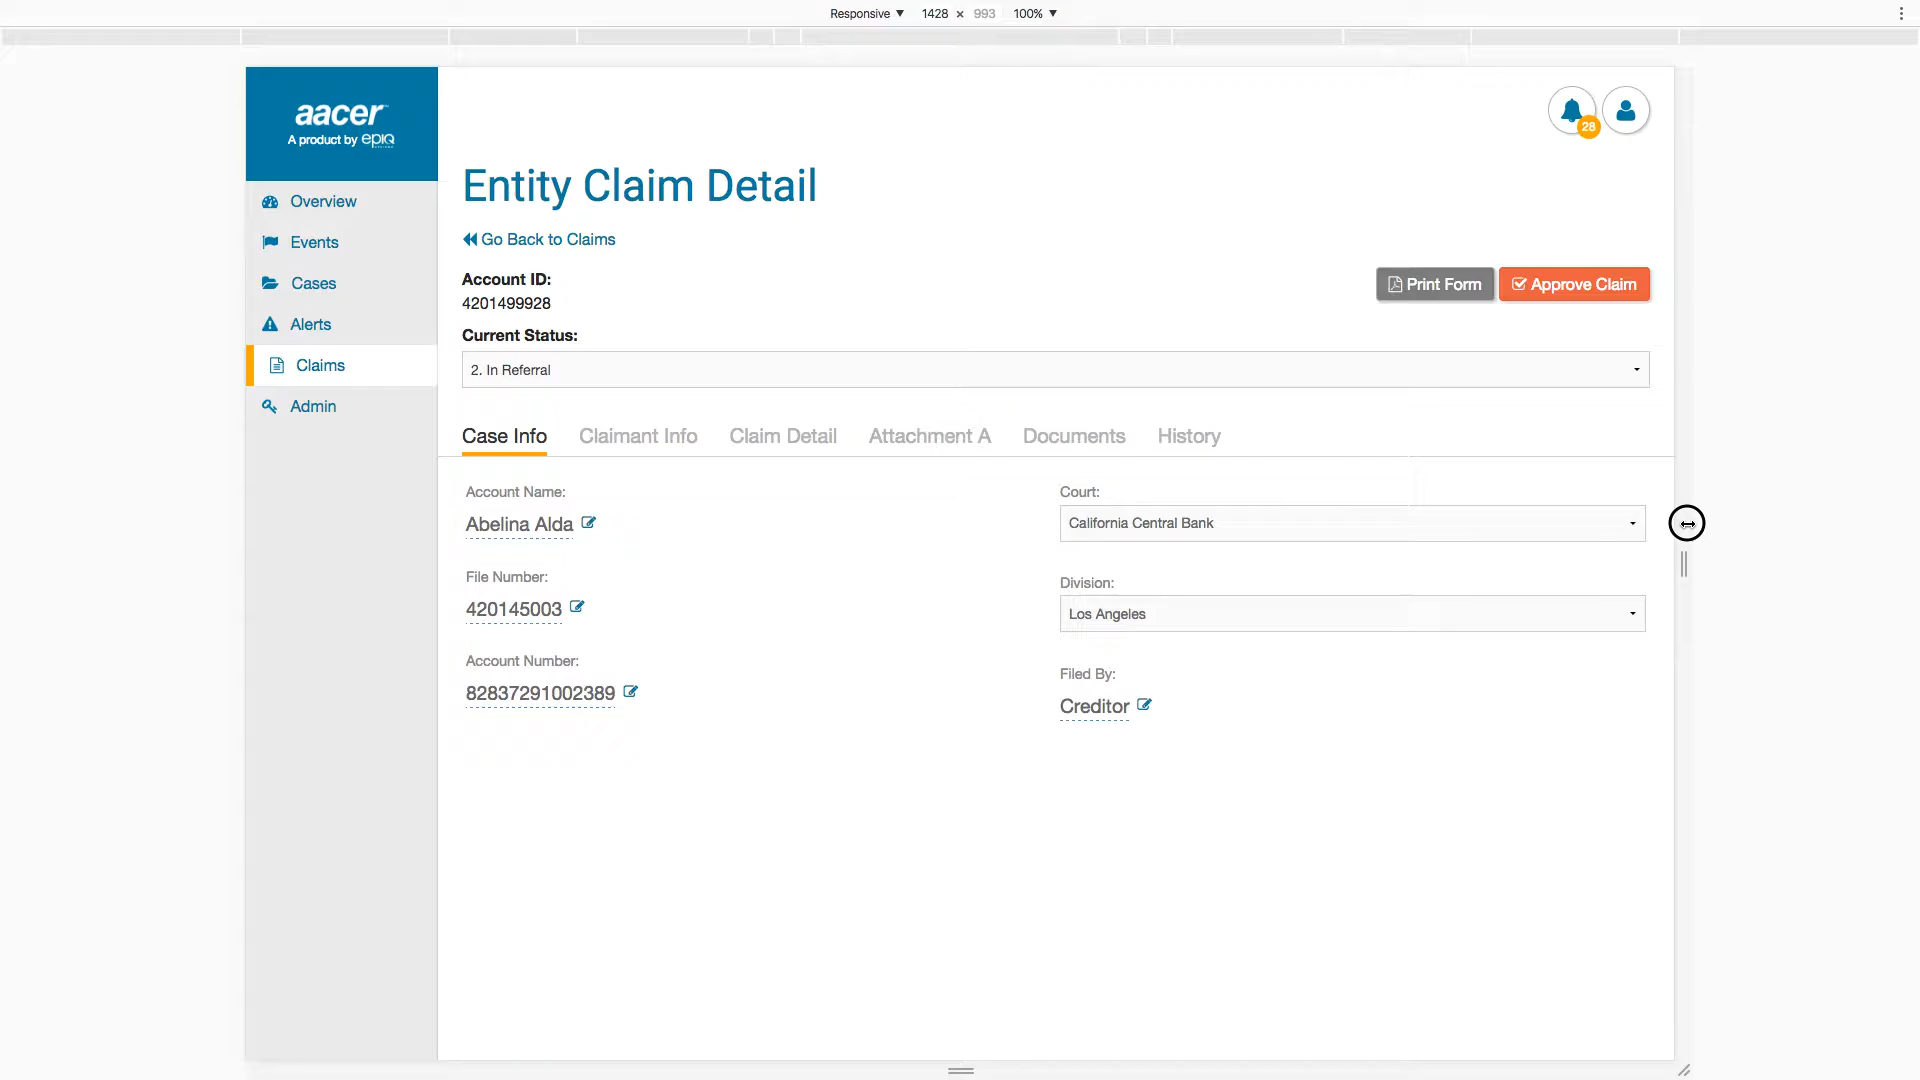 Responsive ▼ 1428 × 993 100% ▼
aacer
A product by epiq
28
Overview
Events
Cases
Alerts
Claims
Admin
Entity Claim Detail
Go Back to Claims
Account ID:
4201499928
Print Form
Approve Claim
Current Status:
2. In Referral
Case Info Claimant Info Claim Detail Attachment A Documents History
Account Name:
Abelina Alda
File Number:
420145003
Account Number:
82837291002389
Court:
California Central Bank
Division:
Los Angeles
Filed By:
Creditor